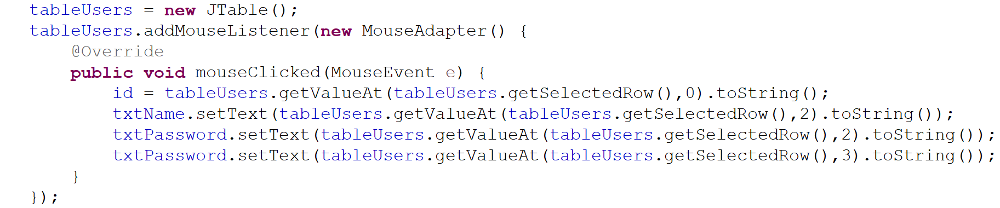 tableUsers = new JTable();
tableUsers.addMouseListener(new MouseAdapter() {
@Override
public void mouseClicked(MouseEvent e) {
id = tableUsers.getValueAt(tableUsers.getSelectedRow(),0).toString();
txtName.setText(tableUsers.getValueAt(tableUsers.getSelectedRow(),2).toString());
txtPassword.setText(tableUsers.getValueAt(tableUsers.getSelectedRow(),2).toString());
txtPassword.setText(tableUsers.getValueAt(tableUsers.getSelectedRow(),3).toString());
}
});